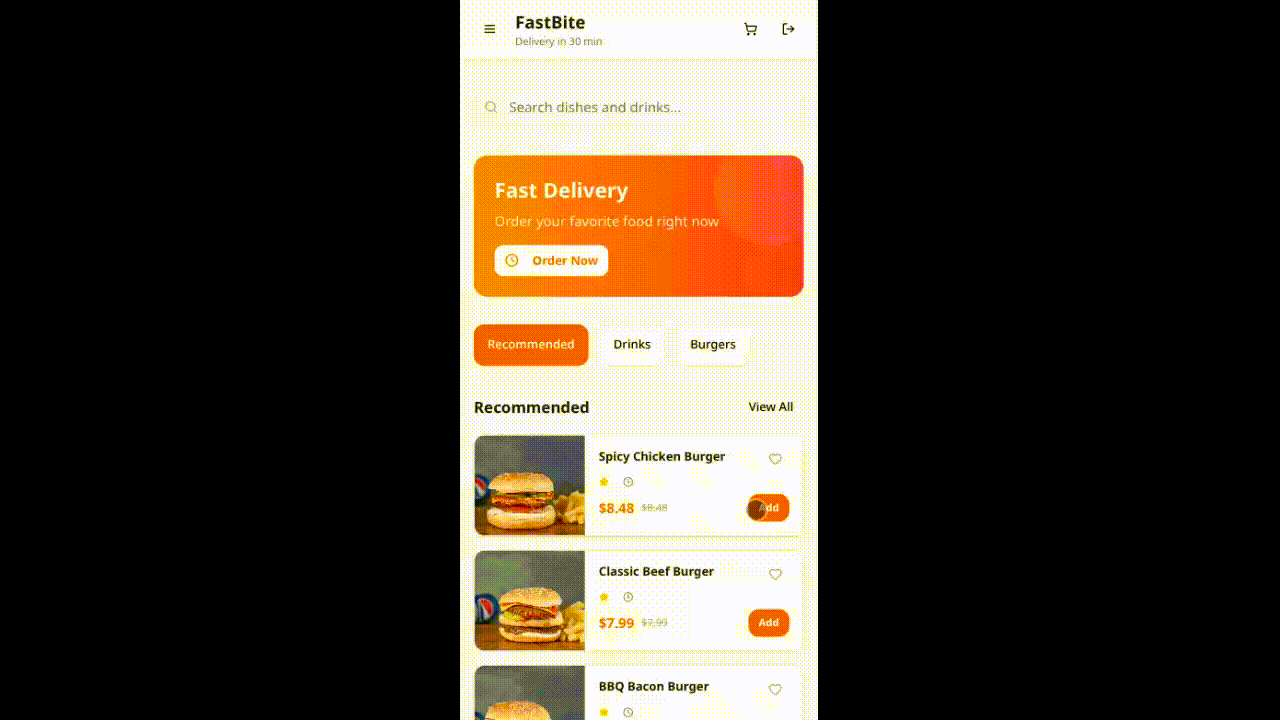 FastBite
Delivery in 30 min
Search dishes and drinks...
Fast Delivery
Order your favorite food right now
Order Now
Recommended Drinks Burgers
Recommended View All
Spicy Chicken Burger
$8.48 $8.48 Add
Classic Beef Burger
$7.99 $7.99 Add
BBQ Bacon Burger